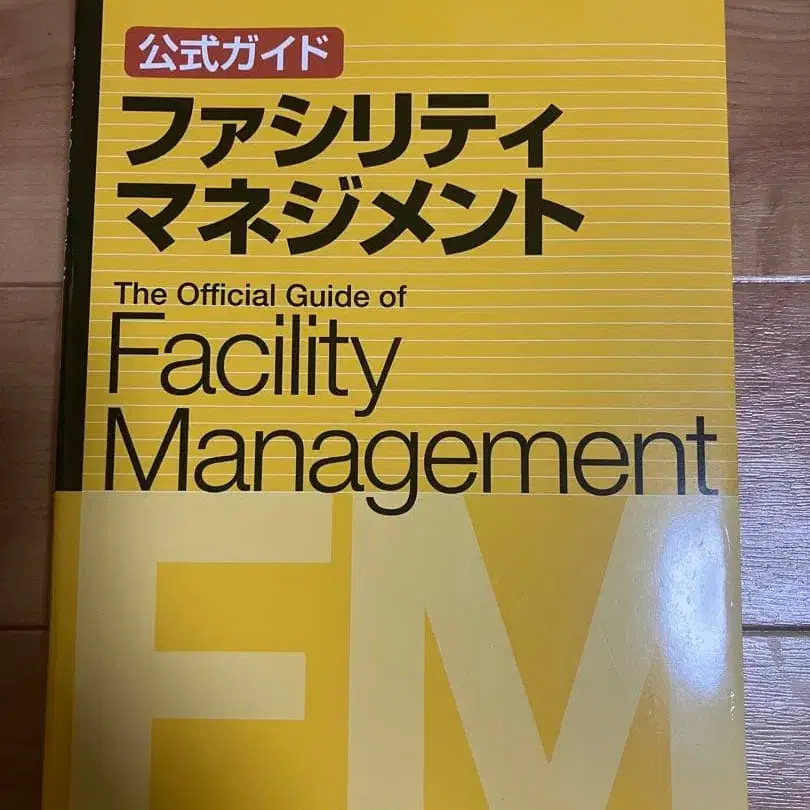 公式ガイド
ファシリティ
マネジメント
The Official Guide of
Facility
Management
FM